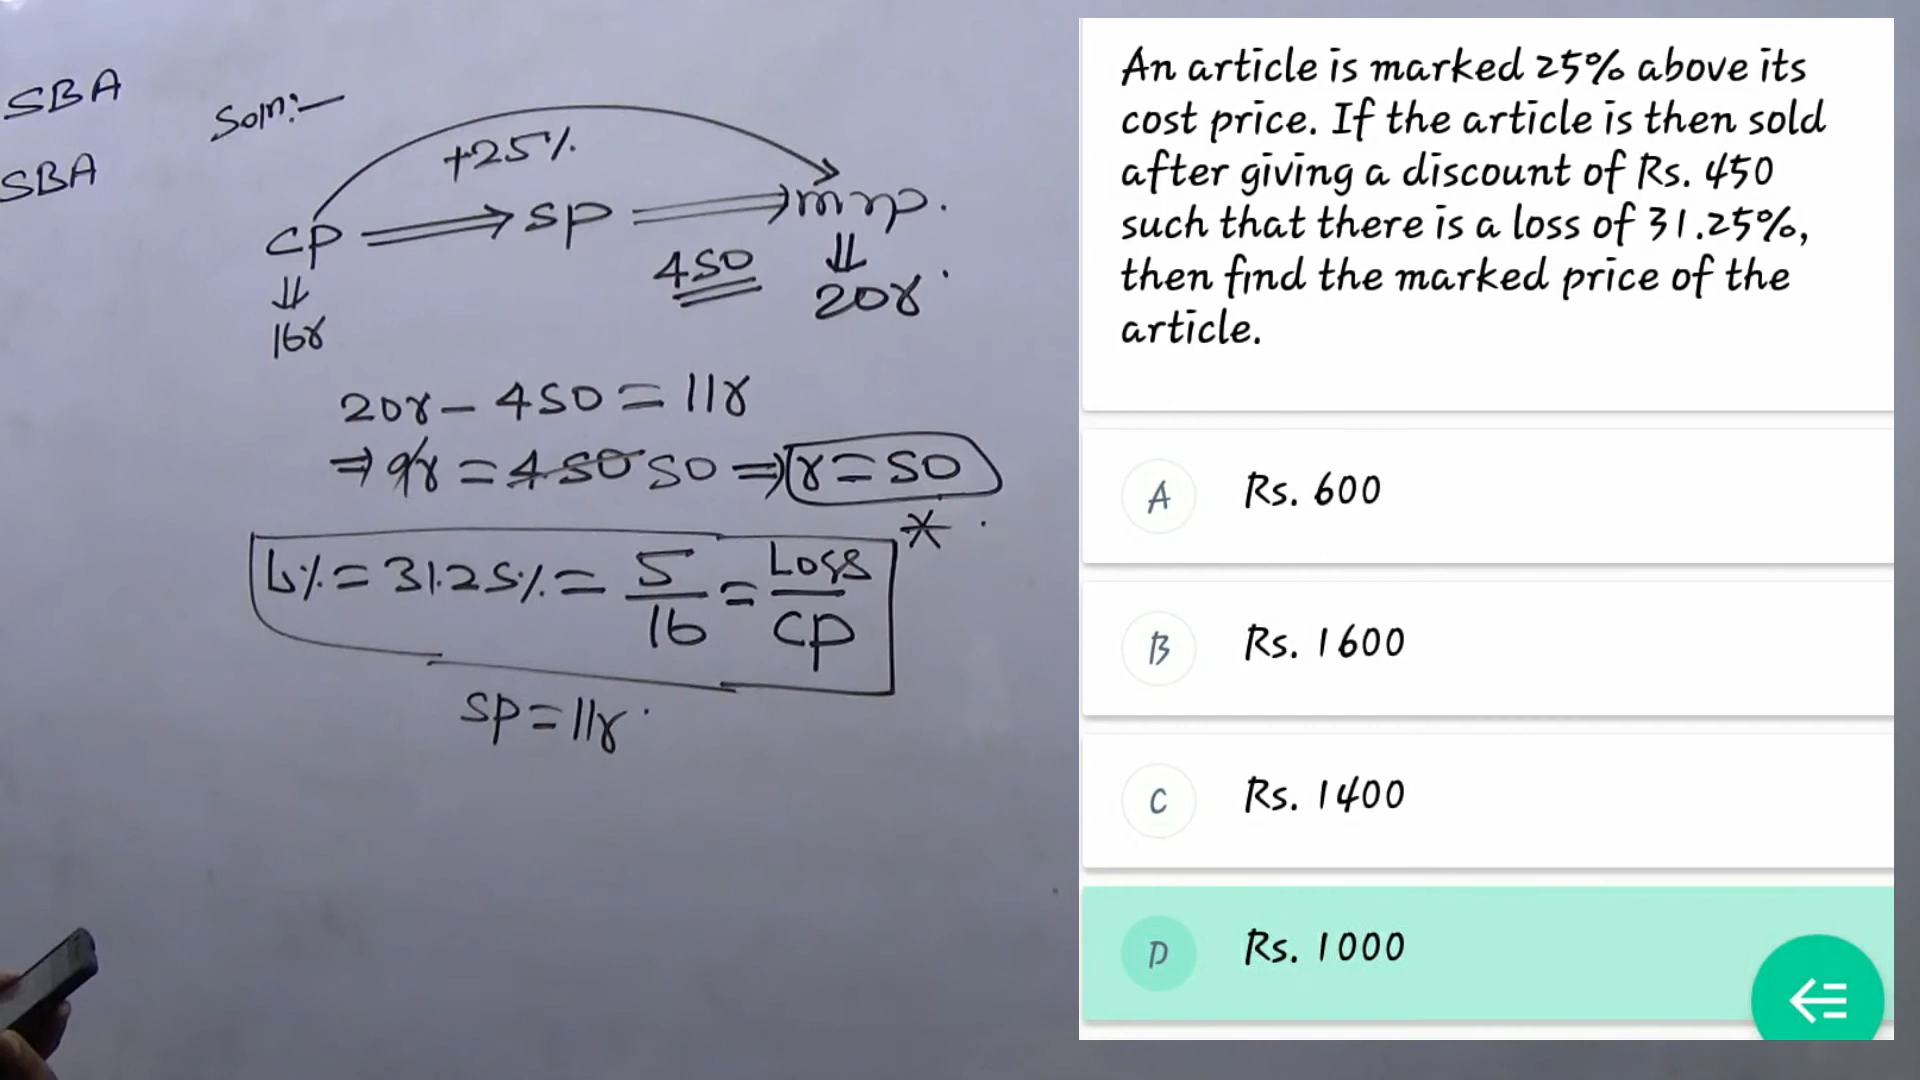 SBA
SBA
Soln:-
+25%
CP ⇒ SP ⇒ mrp.
450
16r
20r
20r - 450 = 11r
⇒ 9r = 450 50 ⇒ r = 50
*
L% = 31.25% = 5/16 = Loss/CP
SP = 11r
An article is marked 25% above its
cost price. If the article is then sold
after giving a discount of Rs. 450
such that there is a loss of 31.25%,
then find the marked price of the
article.
A Rs. 600
B Rs. 1600
C Rs. 1400
D Rs. 1000